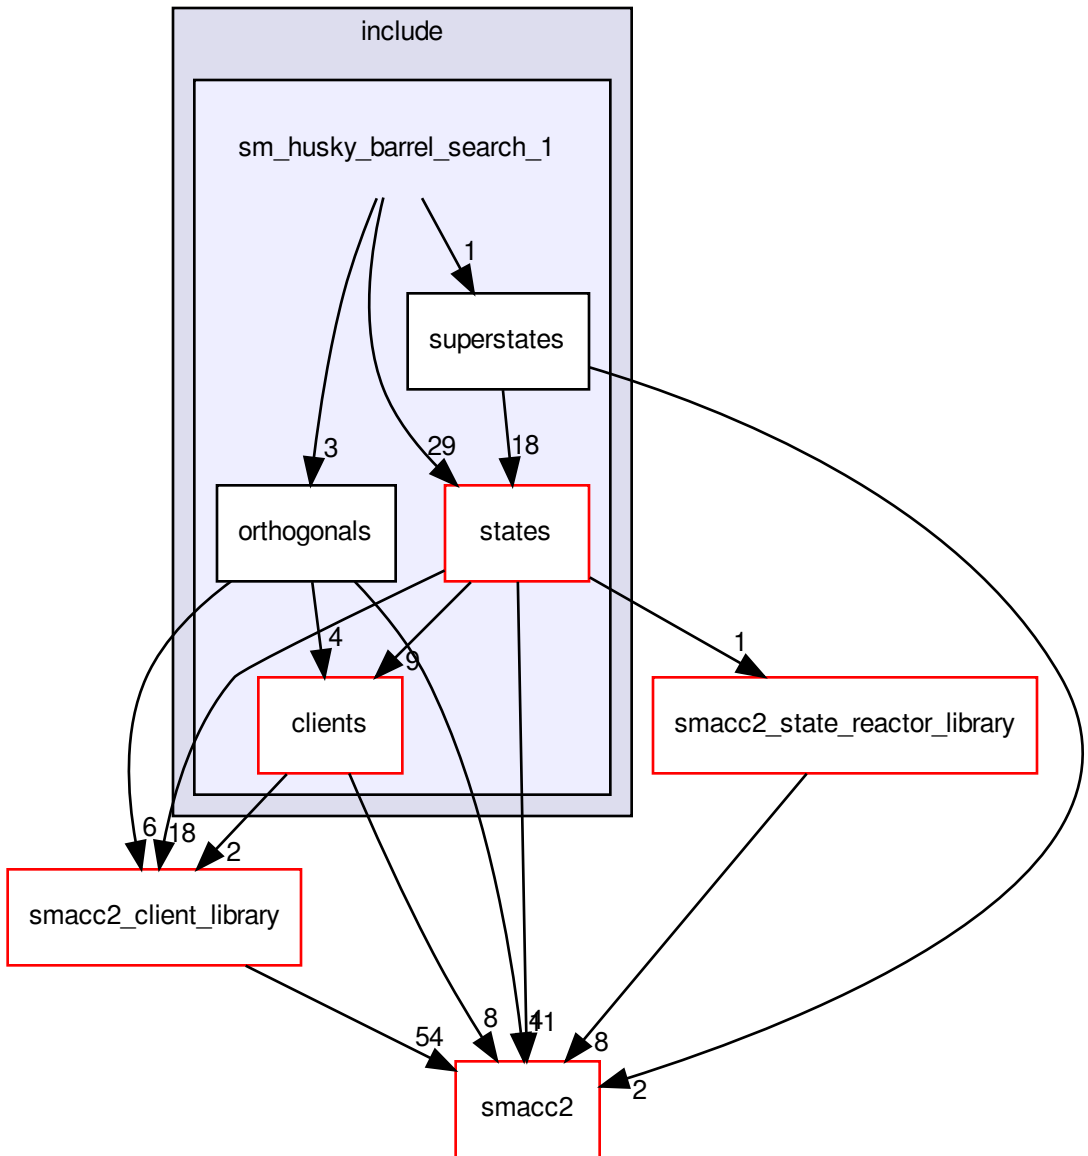 include
sm_husky_barrel_search_1
1
superstates
3
29
18
orthogonals
states
4
9
1
clients
smacc2_state_reactor_library
6
18
2
smacc2_client_library
54
8
8
2
smacc2